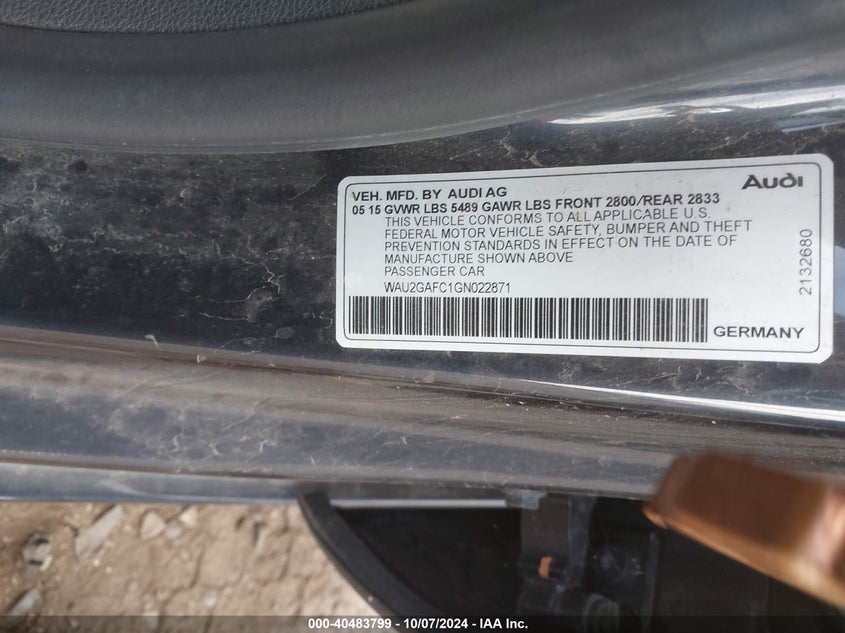 Audi
VEH. MFD. BY AUDI AG
05 15 GVWR LBS 5489 GAWR LBS FRONT 2800/REAR 2833
THIS VEHICLE CONFORMS TO ALL APPLICABLE U.S.
FEDERAL MOTOR VEHICLE SAFETY, BUMPER AND THEFT
PREVENTION STANDARDS IN EFFECT ON THE DATE OF
MANUFACTURE SHOWN ABOVE
PASSENGER CAR
WAU2GAFC1GN022871
GERMANY
2132680
000-40483799 - 10/07/2024 - IAA Inc.